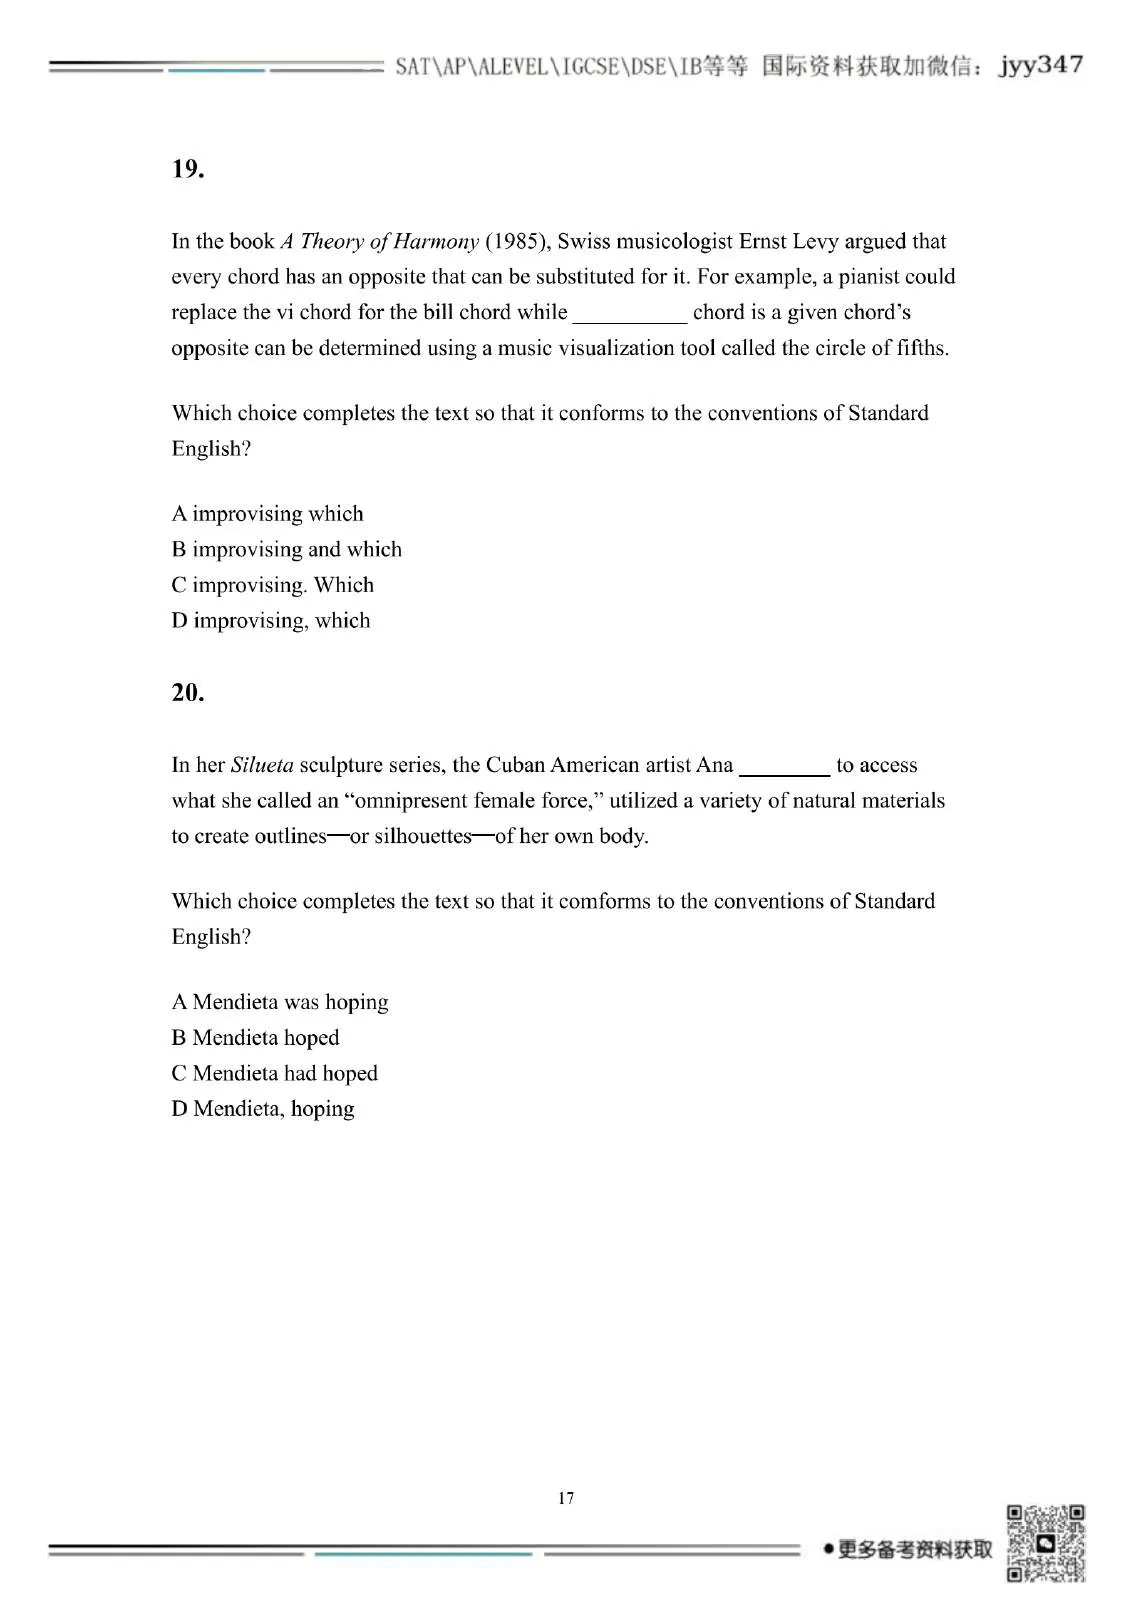 SAT\AP\ALEVEL\IGCSE\DSE\IB等等 国际资料获取加微信： jyy347
19.
In the book A Theory of Harmony (1985), Swiss musicologist Ernst Levy argued that
every chord has an opposite that can be substituted for it. For example, a pianist could
replace the vi chord for the bill chord while __________ chord is a given chord’s
opposite can be determined using a music visualization tool called the circle of fifths.
Which choice completes the text so that it conforms to the conventions of Standard
English?
A improvising which
B improvising and which
C improvising. Which
D improvising, which
20.
In her Silueta sculpture series, the Cuban American artist Ana ________ to access
what she called an “omnipresent female force,” utilized a variety of natural materials
to create outlines—or silhouettes—of her own body.
Which choice completes the text so that it comforms to the conventions of Standard
English?
A Mendieta was hoping
B Mendieta hoped
C Mendieta had hoped
D Mendieta, hoping
17
●更多备考资料获取